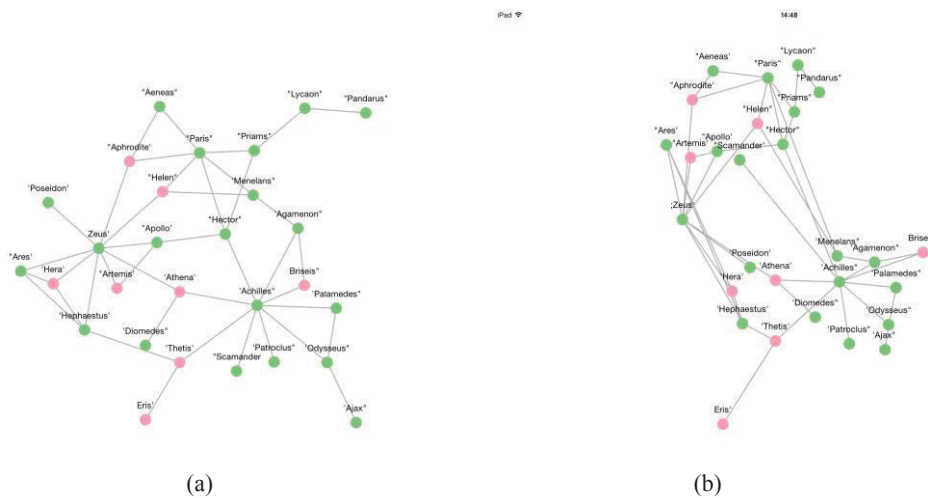 iPad
14:48
"Aeneas"
"Lycaon"
"Pandarus"
"Paris"
"Priams"
"Aphrodite'
"Helen"
'Menelans"
'Poseidon'
"Hector"
'Agamenon"
Zeus'
"Apollo'
"Ares'
'Hera'
"Artemis'
'Athena'
Briseis'
'Achilles"
'Palamedes"
'Hephaestus'
'Diomedes"
'Thetis'
"Scamander
'Patroclus"
'Odysseus"
Eris'
'Ajax"
(a)
"Lycaon"
"Aeneas'
"Paris"
"Pandarus"
"Aphrodite'
"Priams"
"Helen"
"Ares'
"Apollo'
"Hector"
"Artemis'
"Scamander'
;Zeus'
Briseis'
'Menelans"
'Agamenon"
'Poseidon'
'Athena'
'Achilles"
'Palamedes"
'Hera'
'Diomedes"
'Hephaestus'
'Odysseus"
'Thetis'
'Patroclus"
'Ajax"
Eris'
(b)